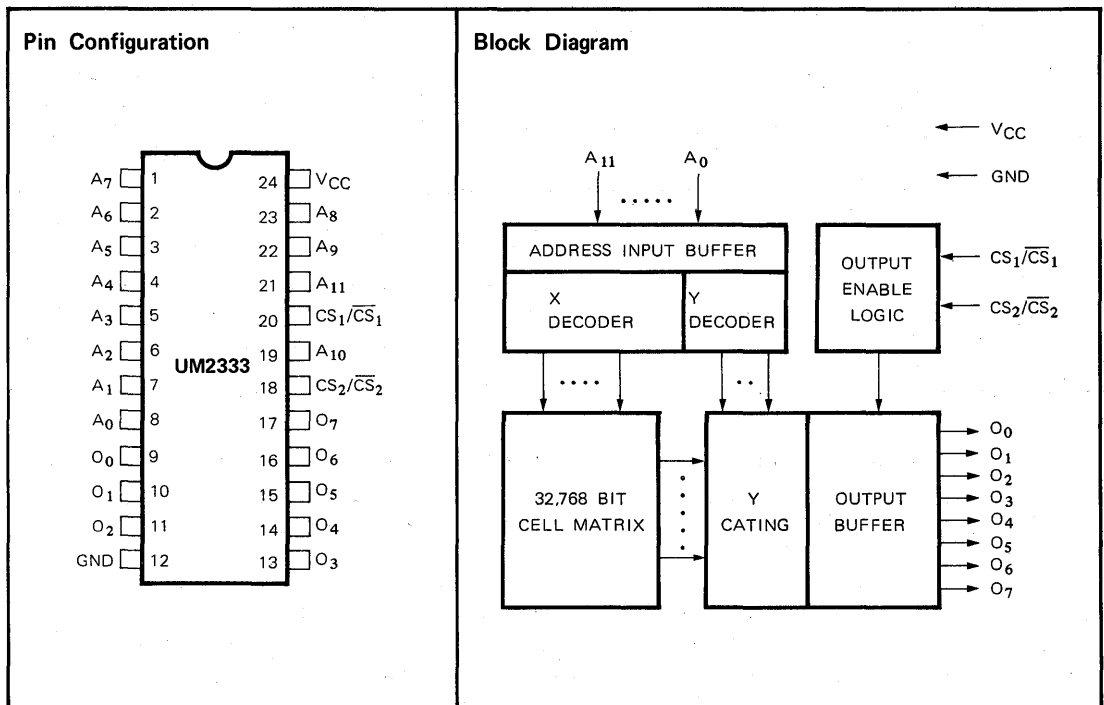 Pin Configuration
A7 1 24 VCC
A6 2 23 A8
A5 3 22 A9
A4 4 21 A11
A3 5 20 CS1/C̅S̅1
A2 6 19 A10
UM2333
A1 7 18 CS2/C̅S̅2
A0 8 17 O7
O0 9 16 O6
O1 10 15 O5
O2 11 14 O4
GND 12 13 O3
Block Diagram
VCC
GND
A11 ..... A0
ADDRESS INPUT BUFFER
X
DECODER
Y
DECODER
OUTPUT
ENABLE
LOGIC
CS1/C̅S̅1
CS2/C̅S̅2
32,768 BIT
CELL MATRIX
Y
CATING
OUTPUT
BUFFER
O0
O1
O2
O3
O4
O5
O6
O7